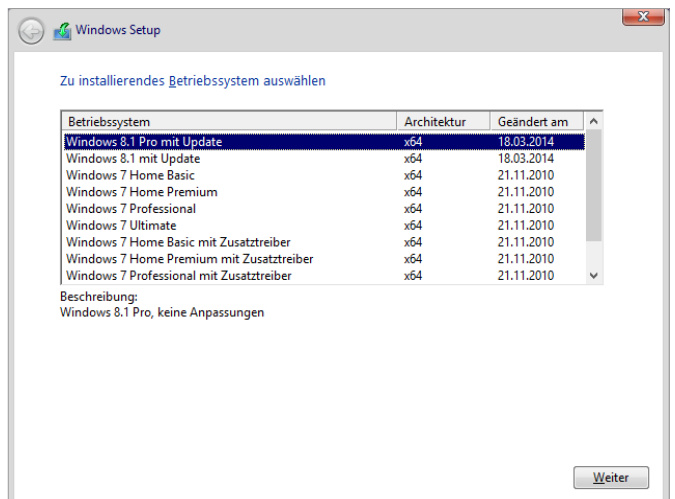 Windows Setup
Zu installierendes Betriebssystem auswählen
Betriebssystem Architektur Geändert am
Windows 8.1 Pro mit Update x64 18.03.2014
Windows 8.1 mit Update x64 18.03.2014
Windows 7 Home Basic x64 21.11.2010
Windows 7 Home Premium x64 21.11.2010
Windows 7 Professional x64 21.11.2010
Windows 7 Ultimate x64 21.11.2010
Windows 7 Home Basic mit Zusatztreiber x64 21.11.2010
Windows 7 Home Premium mit Zusatztreiber x64 21.11.2010
Windows 7 Professional mit Zusatztreiber x64 21.11.2010
Beschreibung:
Windows 8.1 Pro, keine Anpassungen
Weiter